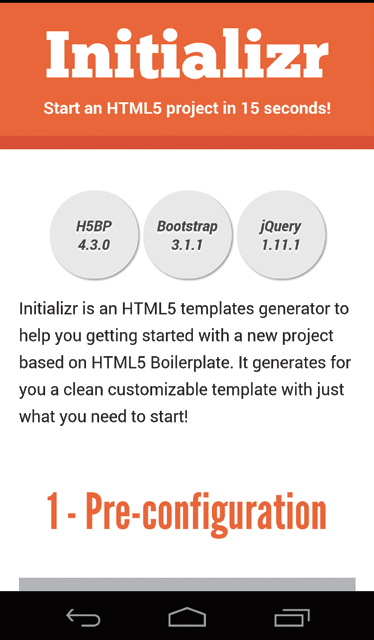 Initializr
Start an HTML5 project in 15 seconds!
H5BP
4.3.0
Bootstrap
3.1.1
jQuery
1.11.1
Initializr is an HTML5 templates generator to
help you getting started with a new project
based on HTML5 Boilerplate. It generates for
you a clean customizable template with just
what you need to start!
1 - Pre-configuration